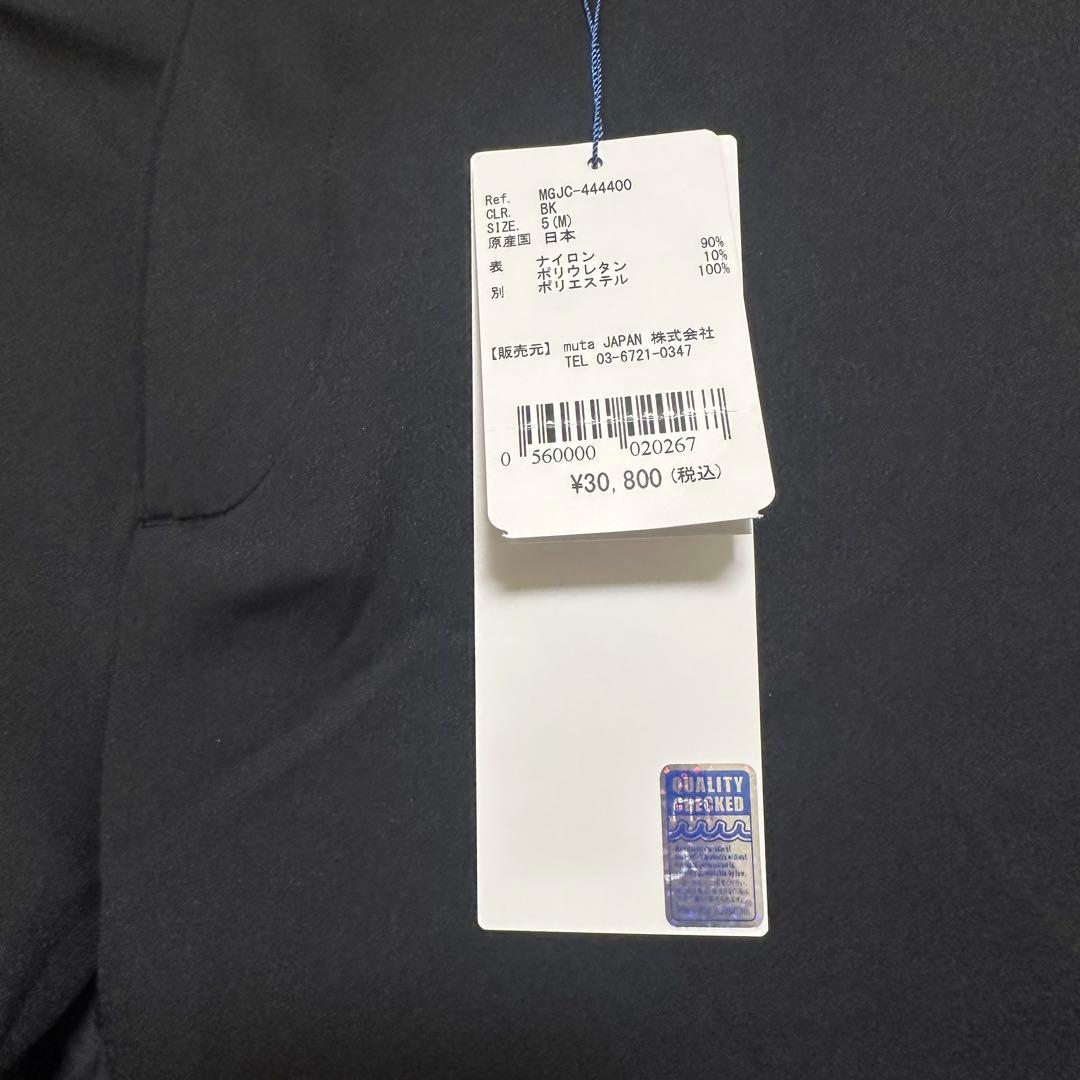 Ref. MGJC-444400
CLR. BK
SIZE. 5(M)
原産国 日本
表 ナイロン 90%
ポリウレタン 10%
別 ポリエステル 100%
【販売元】 muta JAPAN 株式会社
TEL 03-6721-0347
0 560000 020267
¥30,800(税込)
QUALITY
CHECKED